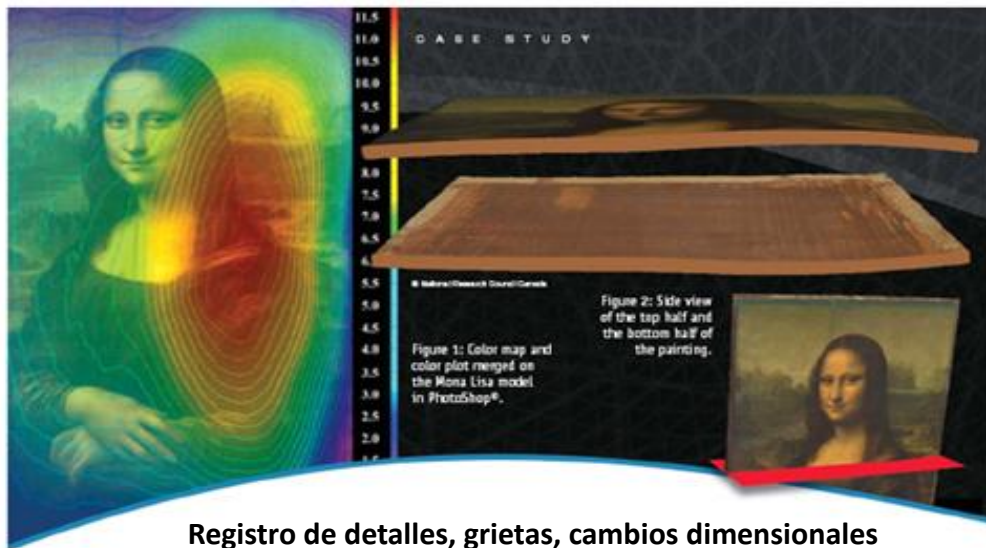 11.5
11.0
10.5
10.0
9.5
9.0
8.0
7.5
7.0
6.5
6.
5.5
5.0
4.5
4.0
3.5
3.0
2.5
2.0
CASE STUDY
© National Research Council Canada
Figure 1: Color map and
color plot merged on
the Mona Lisa model
in PhotoShop®.
Figure 2: Side view
of the top half and
the bottom half of
the painting.
Registro de detalles, grietas, cambios dimensionales